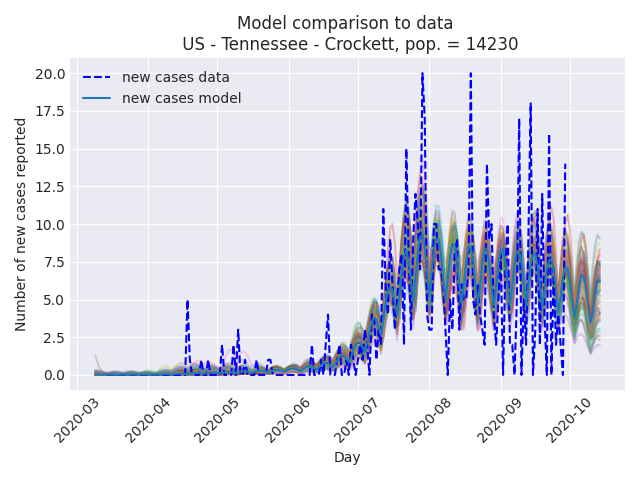 Model comparison to data
US - Tennessee - Crockett, pop. = 14230
new cases data
new cases model
Number of new cases reported
20.0
17.5
15.0
12.5
10.0
7.5
5.0
2.5
0.0
2020-03
2020-04
2020-05
2020-06
2020-07
2020-08
2020-09
2020-10
Day